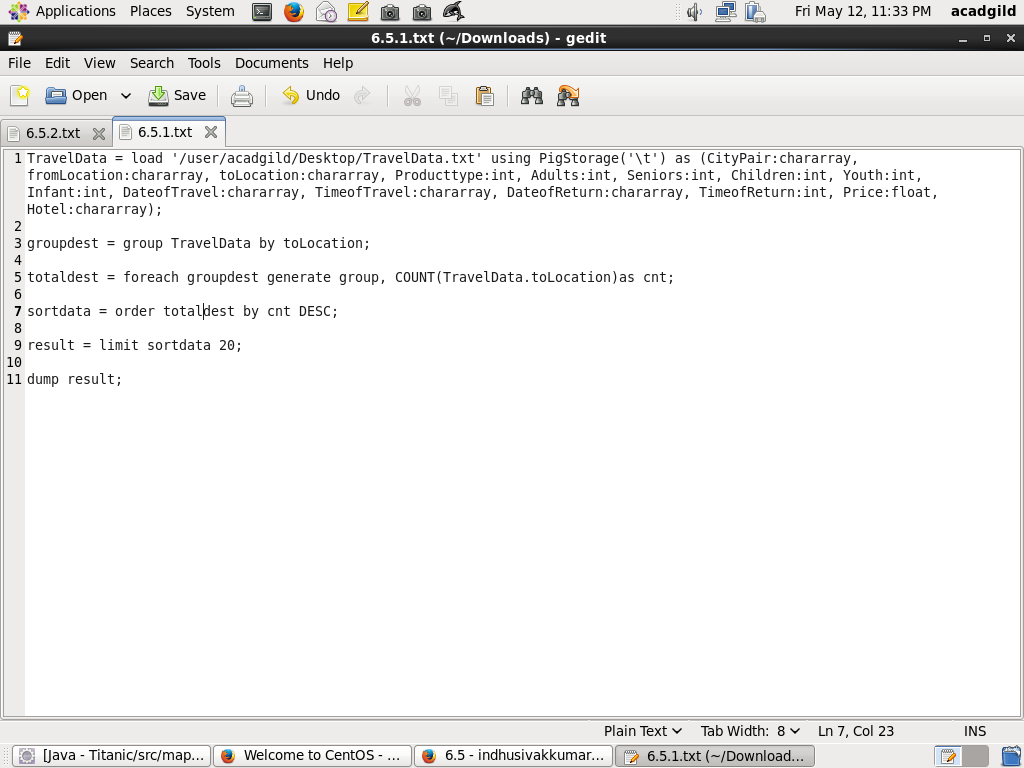 Applications Places System Fri May 12, 11:33 PM acadgild
6.5.1.txt (~/Downloads) - gedit
File Edit View Search Tools Documents Help
Open Save Undo
6.5.2.txt 6.5.1.txt
1 TravelData = load '/user/acadgild/Desktop/TravelData.txt' using PigStorage('\t') as (CityPair:chararray,
fromLocation:chararray, toLocation:chararray, Producttype:int, Adults:int, Seniors:int, Children:int, Youth:int,
Infant:int, DateofTravel:chararray, TimeofTravel:chararray, DateofReturn:chararray, TimeofReturn:int, Price:float,
Hotel:chararray);
2
3 groupdest = group TravelData by toLocation;
4
5 totaldest = foreach groupdest generate group, COUNT(TravelData.toLocation)as cnt;
6
7 sortdata = order totaldest by cnt DESC;
8
9 result = limit sortdata 20;
10
11 dump result;
Plain Text Tab Width: 8 Ln 7, Col 23 INS
[Java - Titanic/src/map... Welcome to CentOS - ... 6.5 - indhusivakkumar... 6.5.1.txt (~/Download...